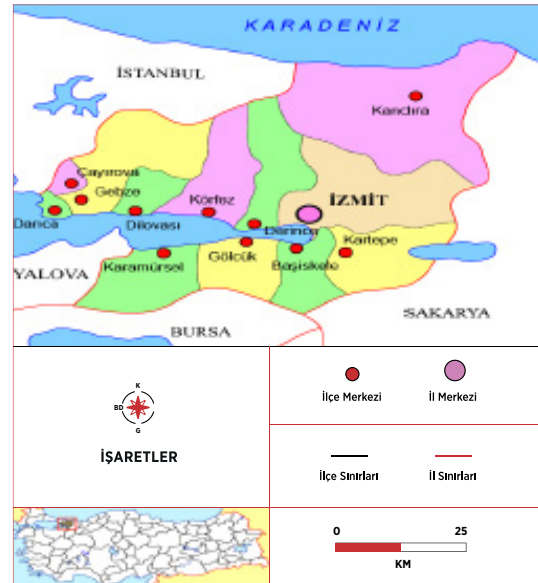 KARADENİZ
İSTANBUL
Kandıra
Çayırova
Gebze
Körfez
İZMİT
Darıca
Dilovası
Derince
Kartepe
YALOVA
Karamürsel
Gölcük
Başiskele
SAKARYA
BURSA
K
BD
G
İŞARETLER
İlçe Merkezi
İl Merkezi
İlçe Sınırları
İl Sınırları
0 25
KM